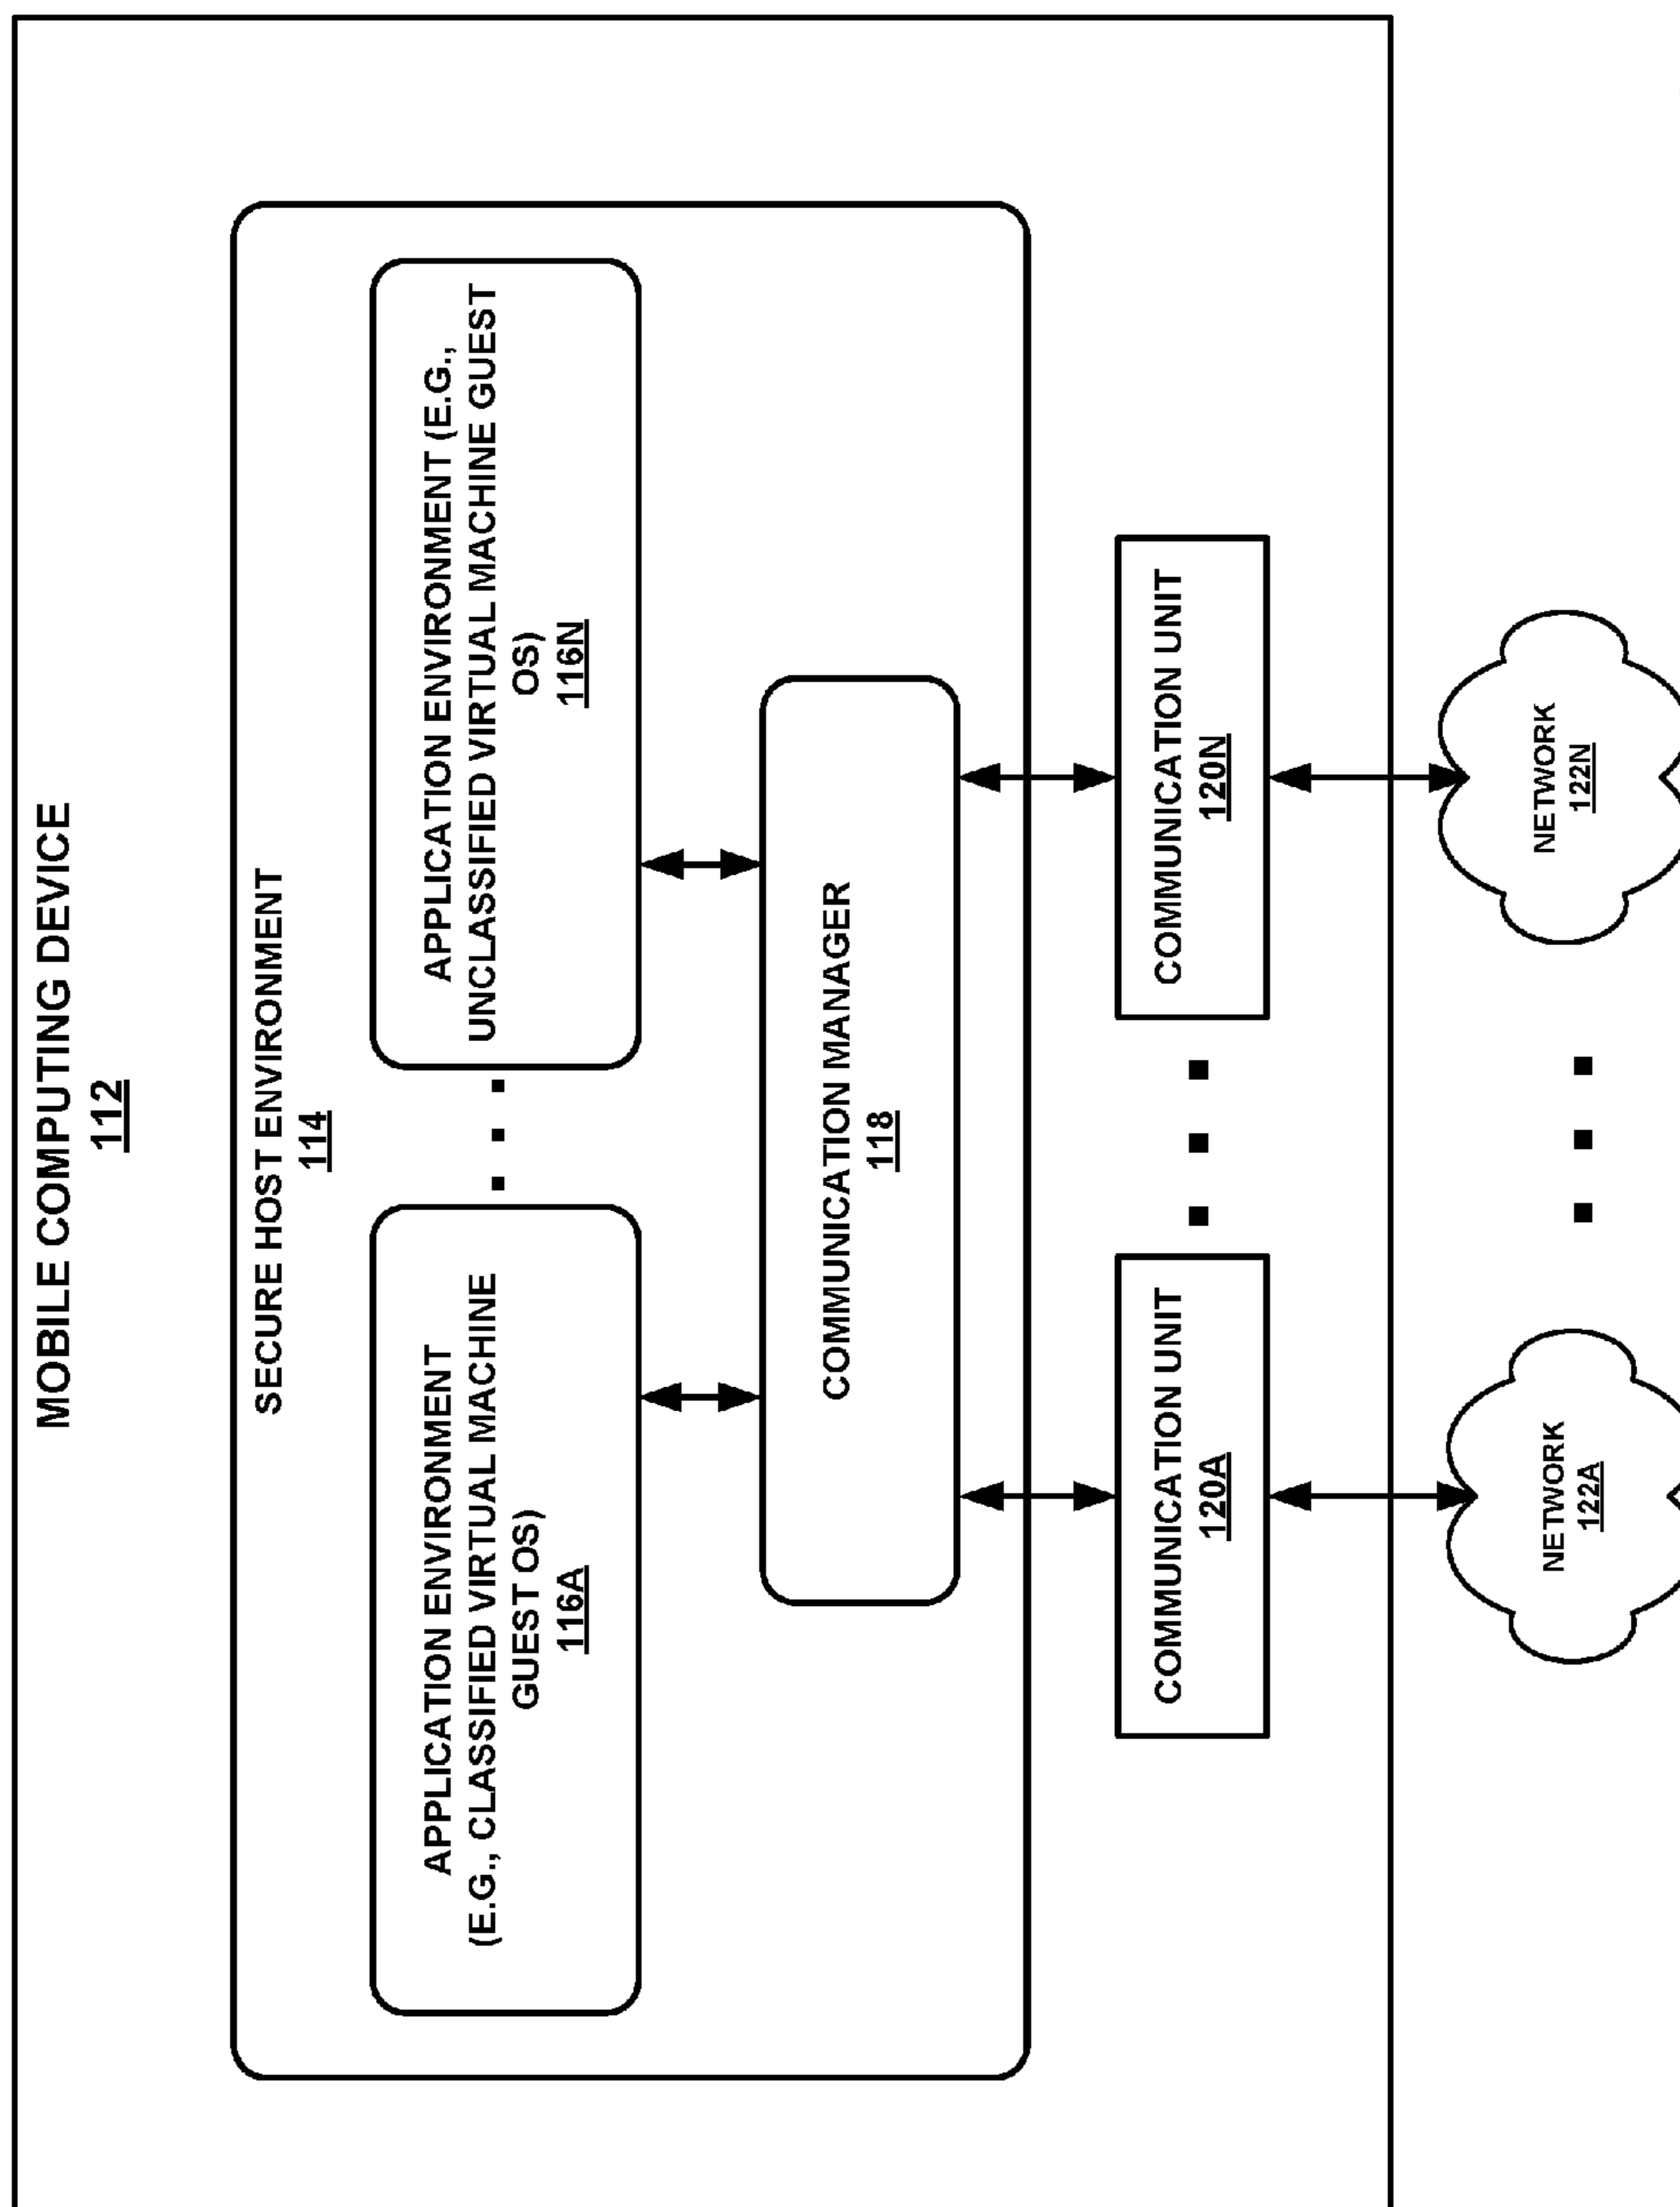 MOBILE COMPUTING DEVICE
112
SECURE HOST ENVIRONMENT
114
APPLICATION ENVIRONMENT
(E.G., CLASSIFIED VIRTUAL MACHINE
GUEST OS)
116A
APPLICATION ENVIRONMENT (E.G.,
UNCLASSIFIED VIRTUAL MACHINE GUEST
OS)
116N
COMMUNICATION MANAGER
118
COMMUNICATION UNIT
120A
COMMUNICATION UNIT
120N
NETWORK
122A
NETWORK
122N